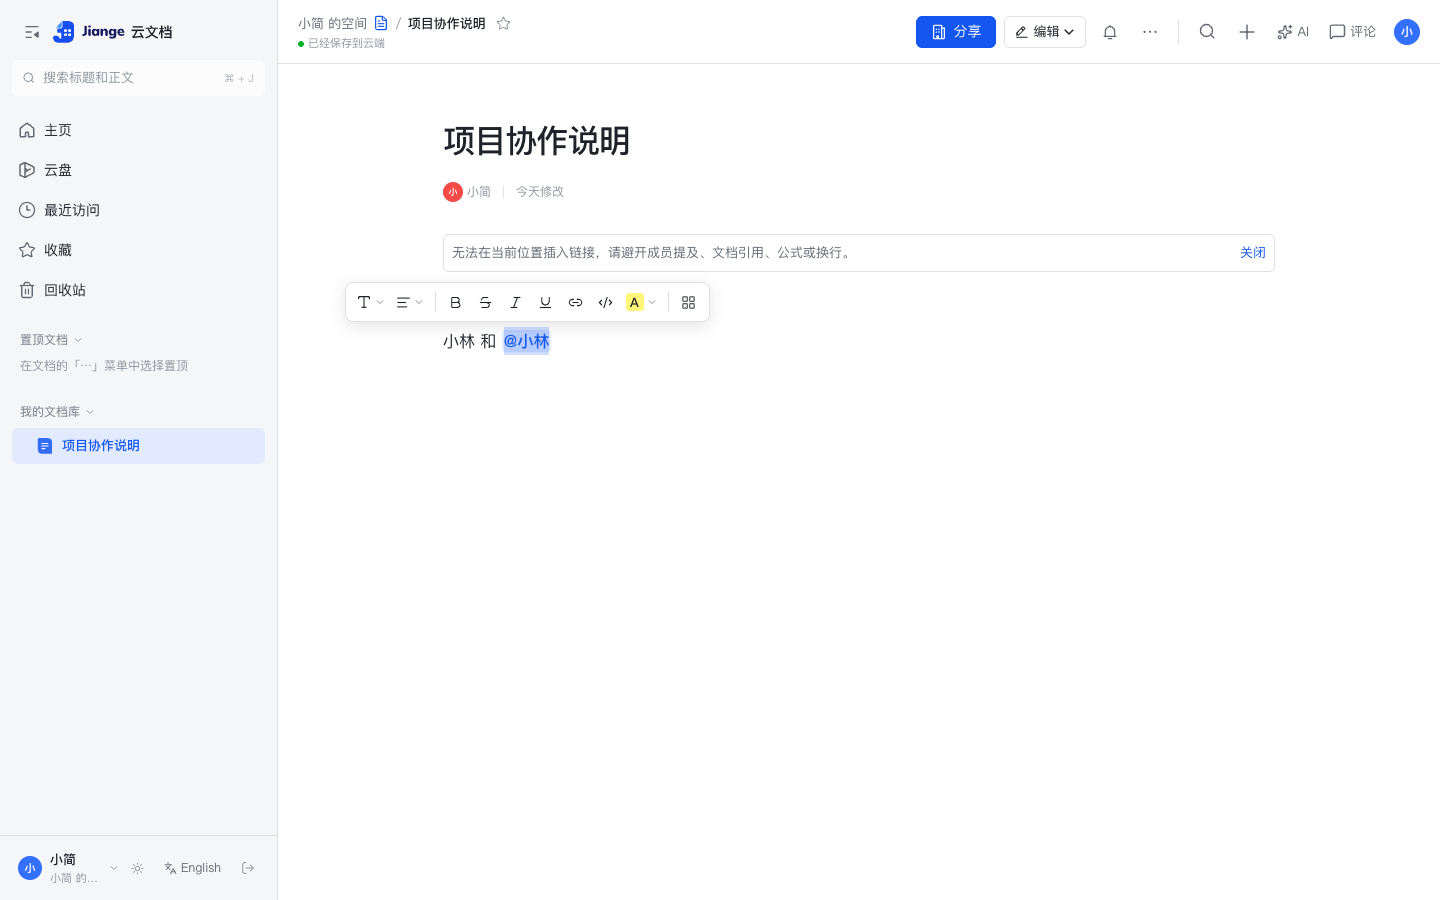 Jiange 云文档
搜索标题和正文 ⌘ + J
主页
云盘
最近访问
收藏
回收站
置顶文档
在文档的「…」菜单中选择置顶
我的文档库
项目协作说明
小
小简
小简 的...
English
小简 的空间 / 项目协作说明
已经保存到云端
分享
编辑
AI
评论
小
项目协作说明
小 小简 今天修改
无法在当前位置插入链接，请避开成员提及、文档引用、公式或换行。 关闭
T B S I U </> A
小林 和 @小林